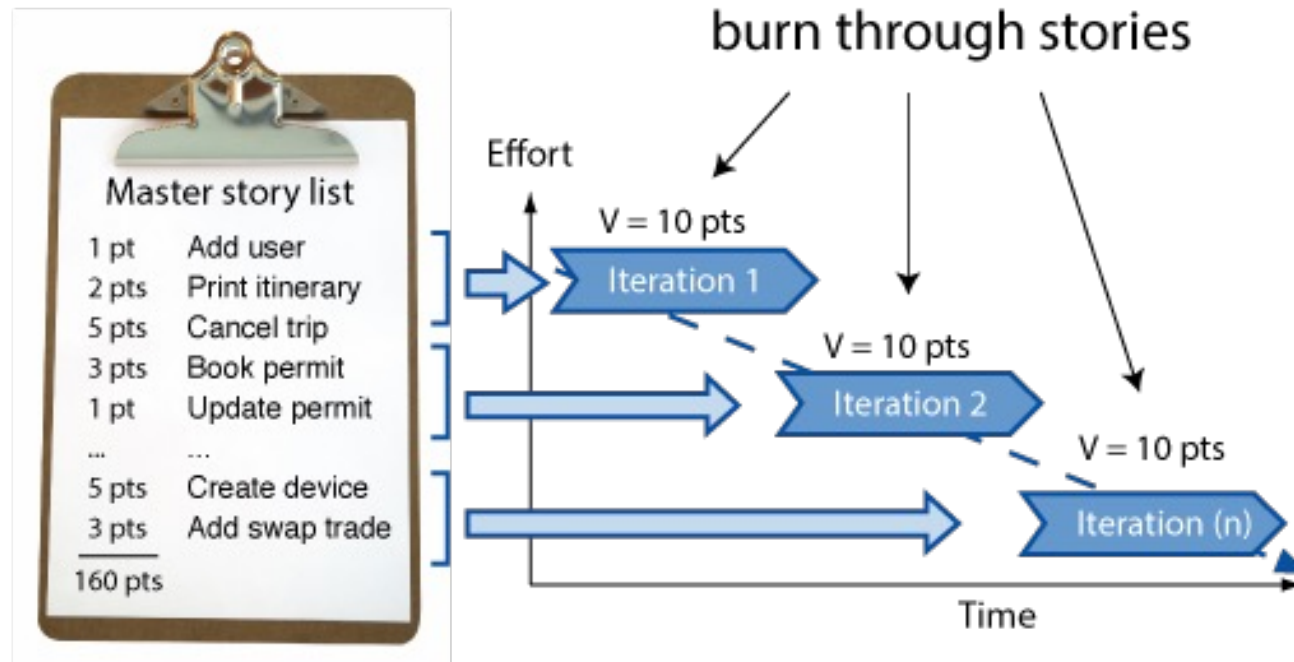 burn through stories
Master story list
1 pt Add user
2 pts Print itinerary
5 pts Cancel trip
3 pts Book permit
1 pt Update permit
... ...
5 pts Create device
3 pts Add swap trade
160 pts
Effort
V = 10 pts
Iteration 1
V = 10 pts
Iteration 2
V = 10 pts
Iteration (n)
Time